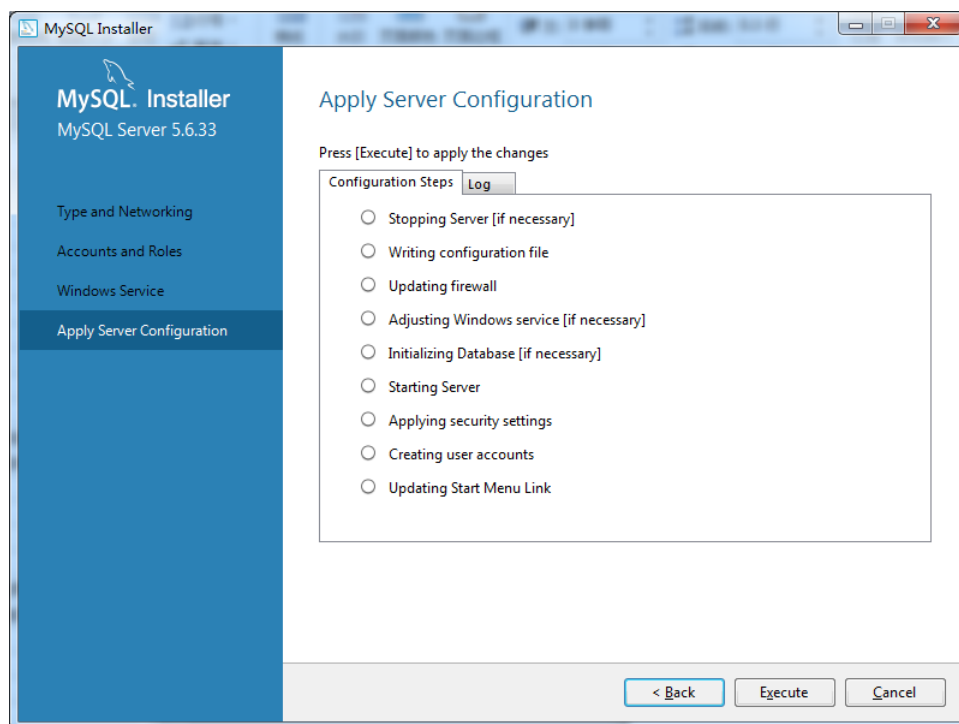 MySQL Installer
MySQL. Installer
MySQL Server 5.6.33
Type and Networking
Accounts and Roles
Windows Service
Apply Server Configuration
Apply Server Configuration
Press [Execute] to apply the changes
Configuration Steps Log
Stopping Server [if necessary]
Writing configuration file
Updating firewall
Adjusting Windows service [if necessary]
Initializing Database [if necessary]
Starting Server
Applying security settings
Creating user accounts
Updating Start Menu Link
< Back Execute Cancel